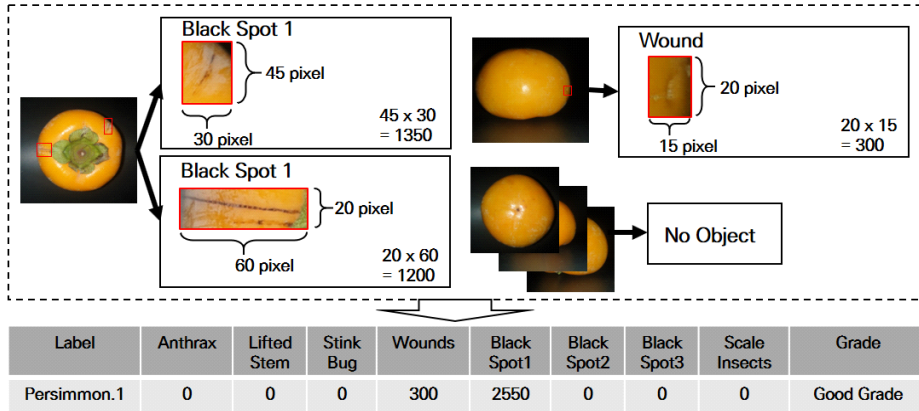 Black Spot 1
45 pixel
30 pixel
45 x 30
= 1350
Black Spot 1
20 pixel
60 pixel
20 x 60
= 1200
Wound
20 pixel
15 pixel
20 x 15
= 300
No Object
Label Anthrax Lifted Stem Stink Bug Wounds Black Spot1 Black Spot2 Black Spot3 Scale Insects Grade
Persimmon.1 0 0 0 300 2550 0 0 0 Good Grade